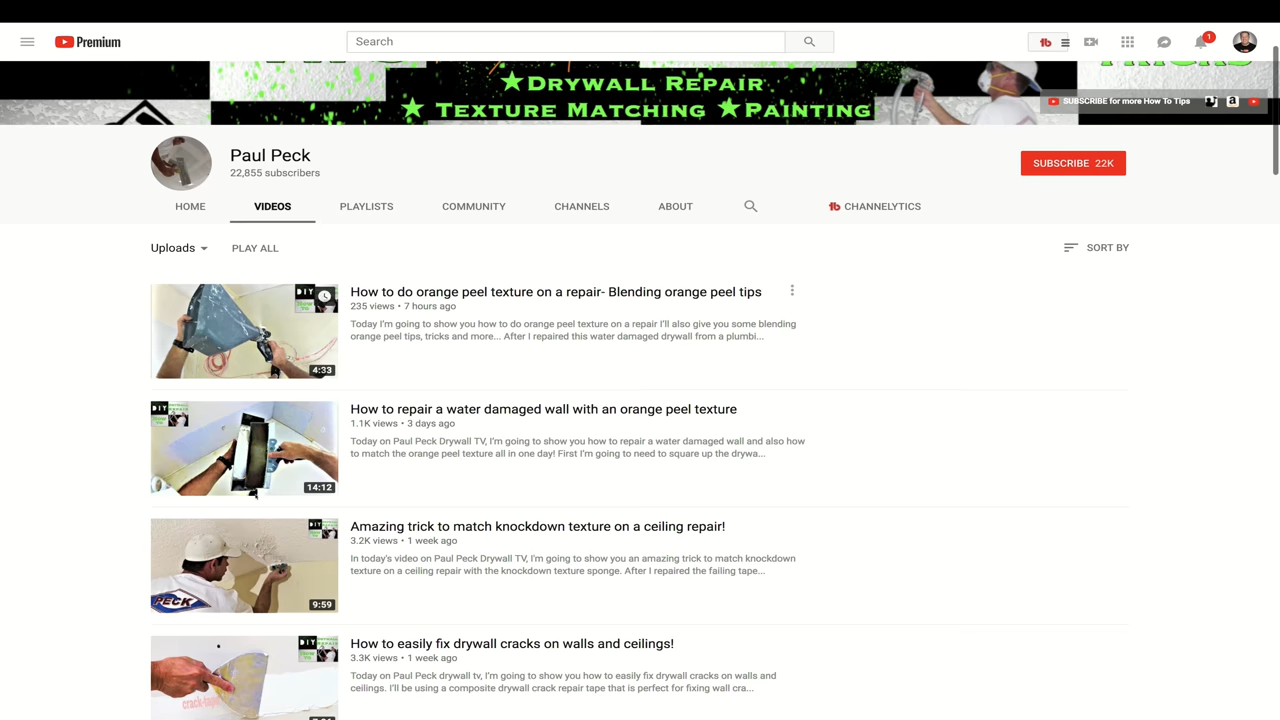 Premium
Search
1
DRYWALL REPAIR
TEXTURE MATCHING PAINTING
SUBSCRIBE for more How To Tips
Paul Peck
22,855 subscribers
SUBSCRIBE 22K
HOME
VIDEOS
PLAYLISTS
COMMUNITY
CHANNELS
ABOUT
CHANNELYTICS
Uploads
PLAY ALL
SORT BY
DIY
4:33
How to do orange peel texture on a repair- Blending orange peel tips
235 views • 7 hours ago
Today I'm going to show you how to do orange peel texture on a repair I'll also give you some blending
orange peel tips, tricks and more... After I repaired this water damaged drywall from a plumbi...
DIY
14:12
How to repair a water damaged wall with an orange peel texture
1.1K views • 3 days ago
Today on Paul Peck Drywall TV, I'm going to show you how to repair a water damaged wall and also how
to match the orange peel texture all in one day! First I'm going to need to square up the drywa...
DIY
PECK
9:59
Amazing trick to match knockdown texture on a ceiling repair!
3.2K views • 1 week ago
In today's video on Paul Peck Drywall TV, I'm going to show you an amazing trick to match knockdown
texture on a ceiling repair with the knockdown texture sponge. After I repaired the failing tape...
DIY
How to easily fix drywall cracks on walls and ceilings!
3.3K views • 1 week ago
Today on Paul Peck drywall tv, I'm going to show you how to easily fix drywall cracks on walls and
ceilings. I'll be using a composite drywall crack repair tape that is perfect for fixing wall cra...